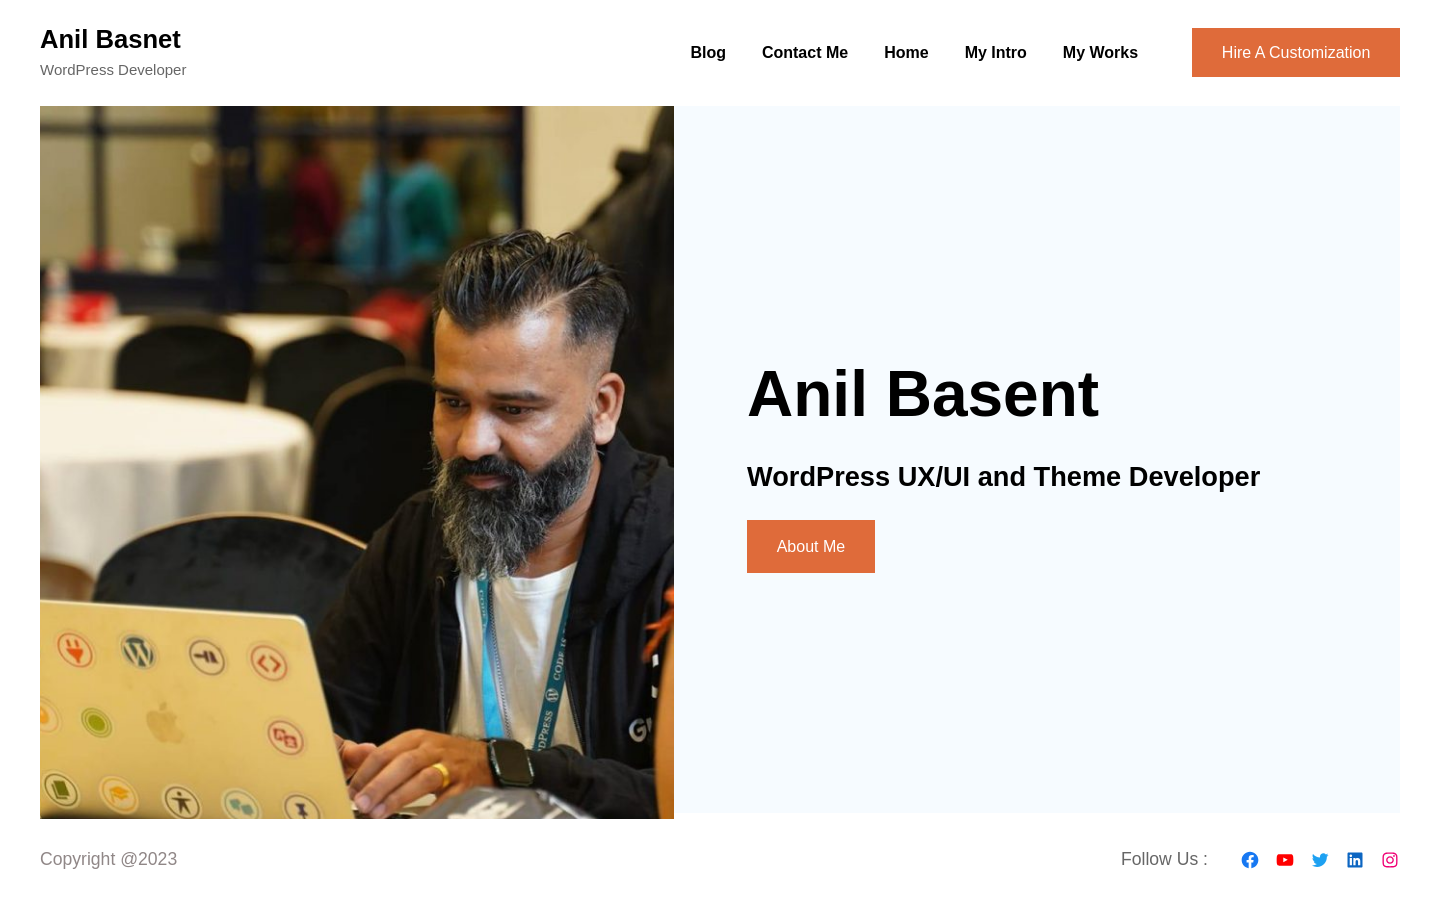 Anil Basnet
WordPress Developer
Blog
Contact Me
Home
My Intro
My Works
Hire A Customization
Anil Basent
WordPress UX/UI and Theme Developer
About Me
Copyright @2023
Follow Us :